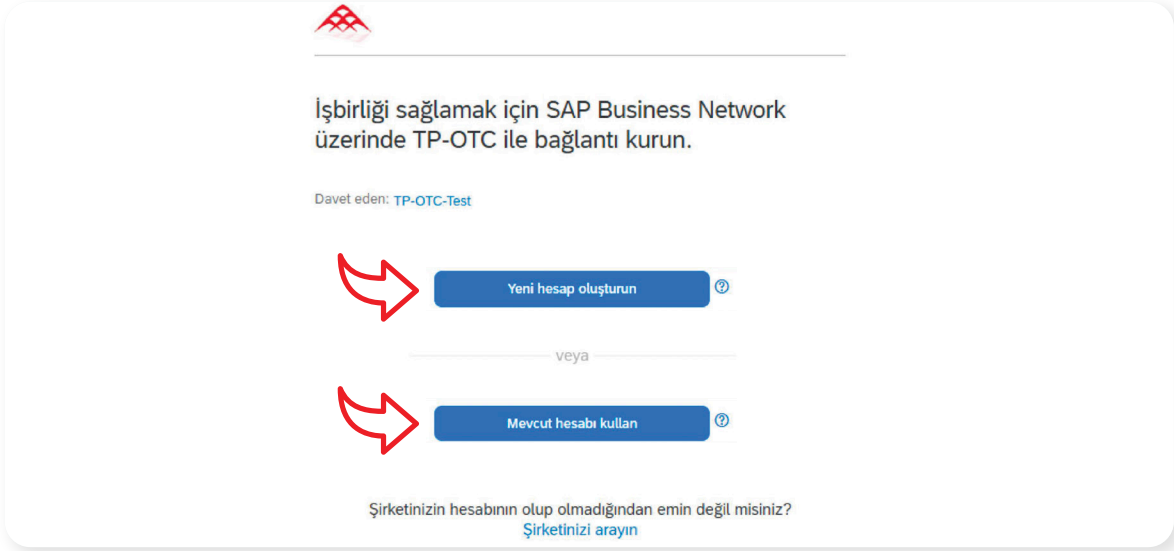 İşbirliği sağlamak için SAP Business Network
üzerinde TP-OTC ile bağlantı kurun.
Davet eden: TP-OTC-Test
Yeni hesap oluşturun
veya
Mevcut hesabı kullan
Şirketinizin hesabının olup olmadığından emin değil misiniz?
Şirketinizi arayın